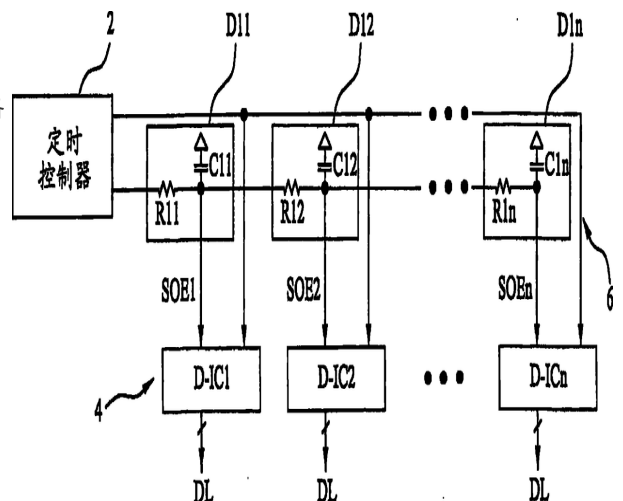 2
D11
D12
D1n
定时
控制器
C11
C12
C1n
R11
R12
R1n
SOE1
SOE2
SOEn
6
D-IC1
D-IC2
D-ICn
4
DL
DL
DL